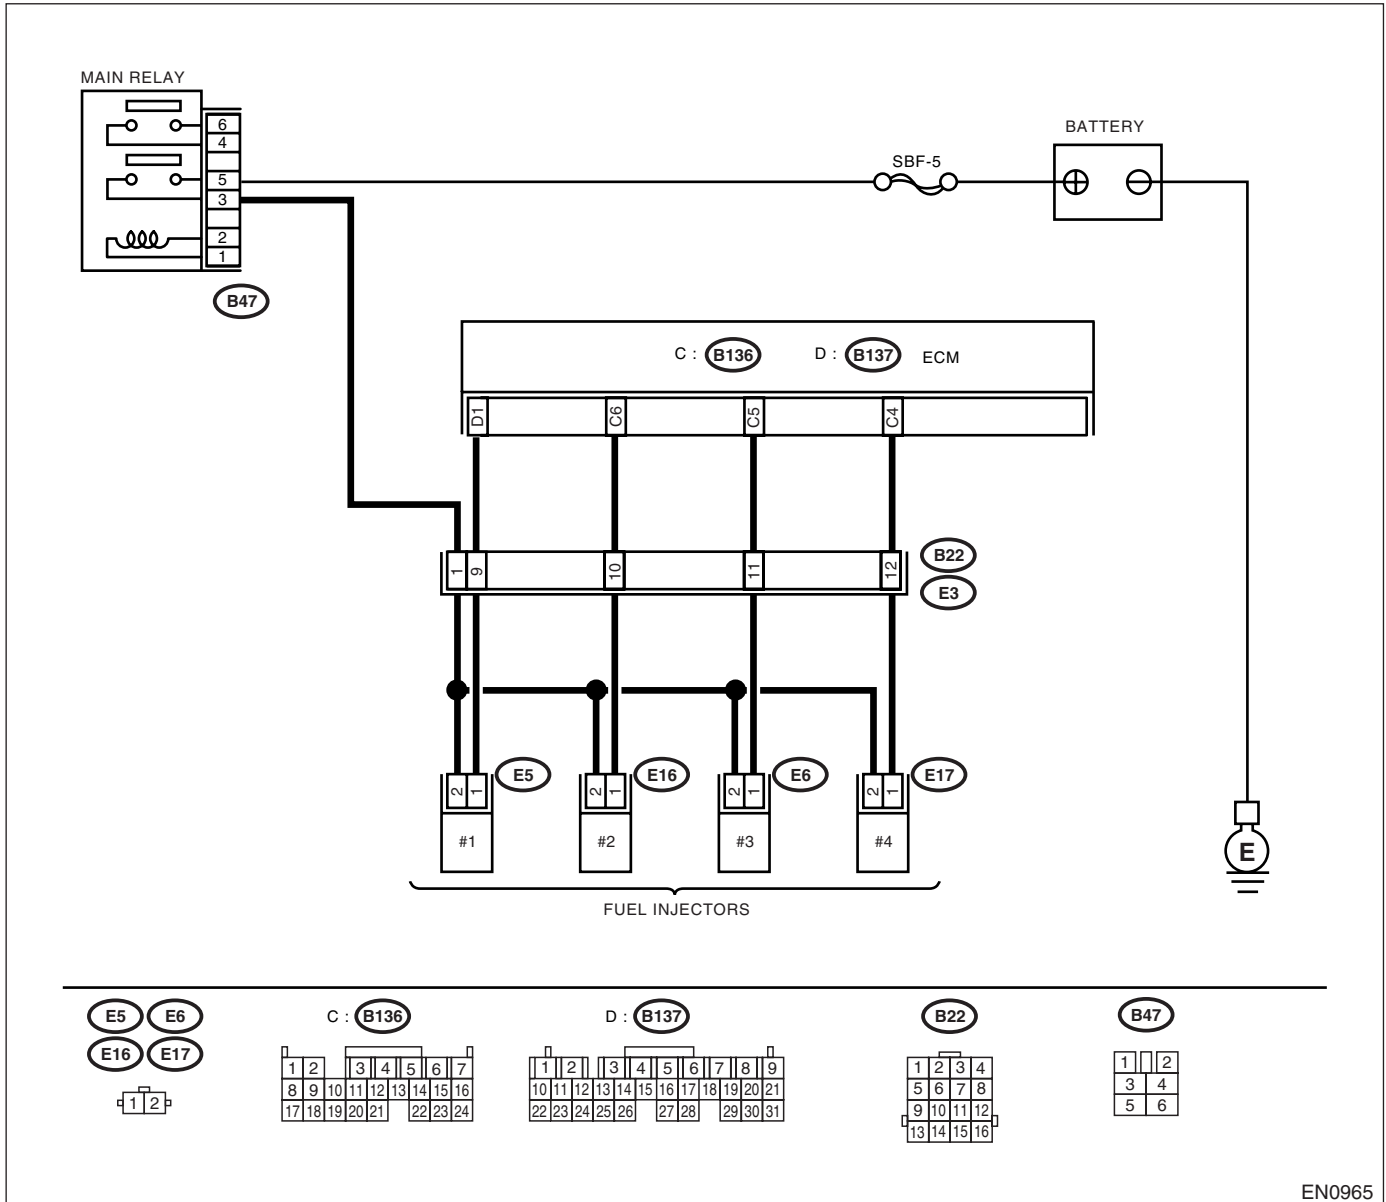 MAIN RELAY
6
4
5
3
2
1
B47
SBF-5
BATTERY
C : B136 D : B137 ECM
D1 C6 C5 C4
1 9 10 11 12
B22
E3
2 1 E5
2 1 E16
2 1 E6
2 1 E17
#1 #2 #3 #4
E
FUEL INJECTORS
E5 E6
E16 E17
1 2
C : B136
1 2 3 4 5 6 7
8 9 10 11 12 13 14 15 16
17 18 19 20 21 22 23 24
D : B137
1 2 3 4 5 6 7 8 9
10 11 12 13 14 15 16 17 18 19 20 21
22 23 24 25 26 27 28 29 30 31
B22
1 2 3 4
5 6 7 8
9 10 11 12
13 14 15 16
B47
1 2
3 4
5 6
EN0965